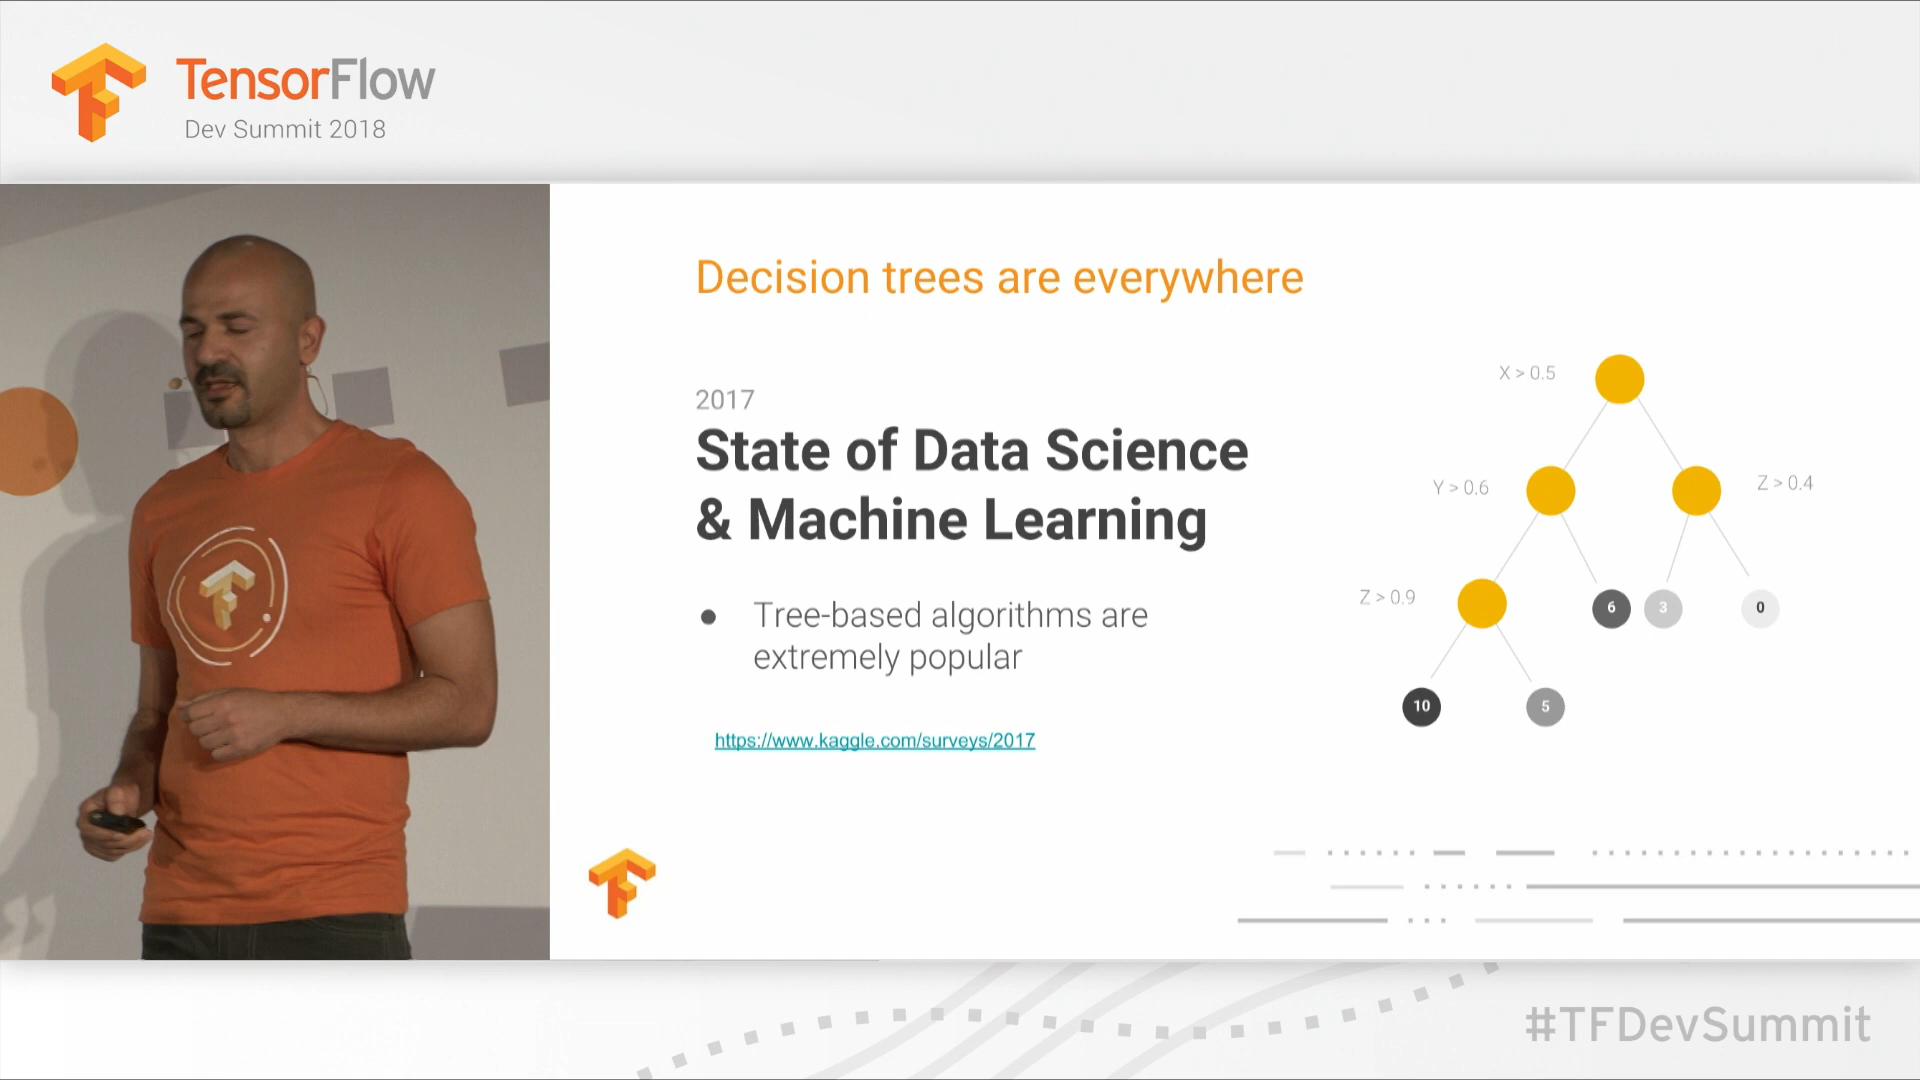 TensorFlow
Dev Summit 2018
Decision trees are everywhere
2017
State of Data Science
& Machine Learning
● Tree-based algorithms are
extremely popular
https://www.kaggle.com/surveys/2017
X > 0.5
Y > 0.6
Z > 0.4
Z > 0.9
6
3
0
10
5
#TFDevSummit